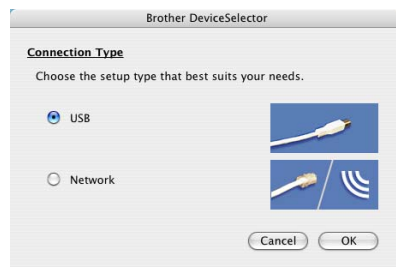 Brother DeviceSelector
Connection Type
Choose the setup type that best suits your needs.
USB
Network
Cancel OK